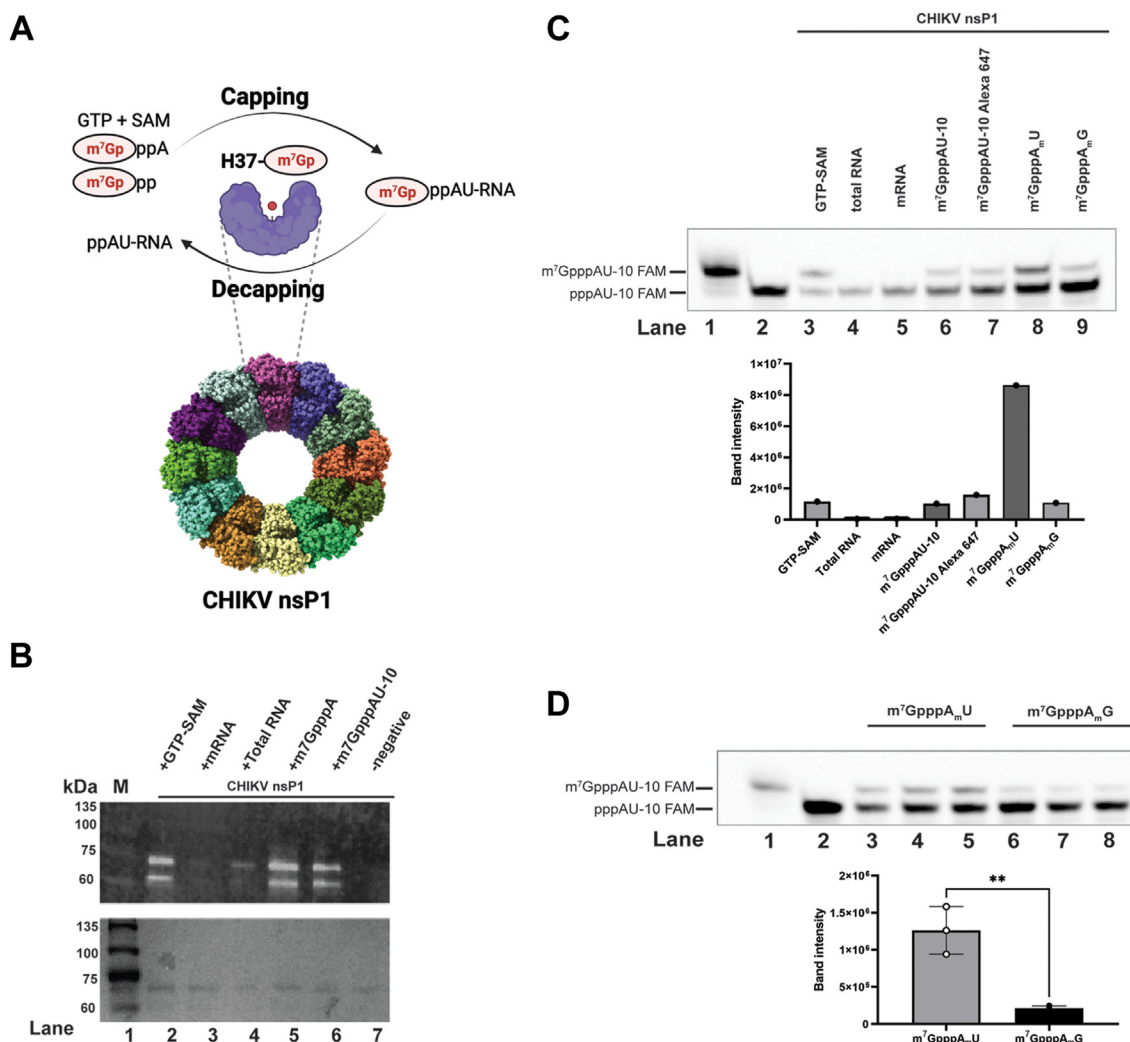 A
Capping
GTP + SAM
m⁷Gp ppA
m⁷Gp pp
H37- m⁷Gp
m⁷Gp ppAU-RNA
ppAU-RNA
Decapping
CHIKV nsP1
B
+GTP-SAM
+mRNA
+Total RNA
+m7GpppA
+m7GpppAU-10
-negative
kDa M CHIKV nsP1
135
100
75
60
135
100
75
60
Lane 1 2 3 4 5 6 7
C
CHIKV nsP1
GTP-SAM
total RNA
mRNA
m⁷GpppAU-10
m⁷GpppAU-10 Alexa 647
m⁷GpppAₘU
m⁷GpppAₘG
m⁷GpppAU-10 FAM
pppAU-10 FAM
Lane 1 2 3 4 5 6 7 8 9
Band intensity
1×10⁷
8×10⁶
6×10⁶
4×10⁶
2×10⁶
0
GTP-SAM
Total RNA
mRNA
m⁷GpppAU-10
m⁷GpppAU-10 Alexa 647
m⁷GpppAₘU
m⁷GpppAₘG
D
m⁷GpppAₘU m⁷GpppAₘG
m⁷GpppAU-10 FAM
pppAU-10 FAM
Lane 1 2 3 4 5 6 7 8
Band intensity
2×10⁶
1.5×10⁶
1×10⁶
5×10⁵
0
**
m⁷GpppAₘU m⁷GpppAₘG